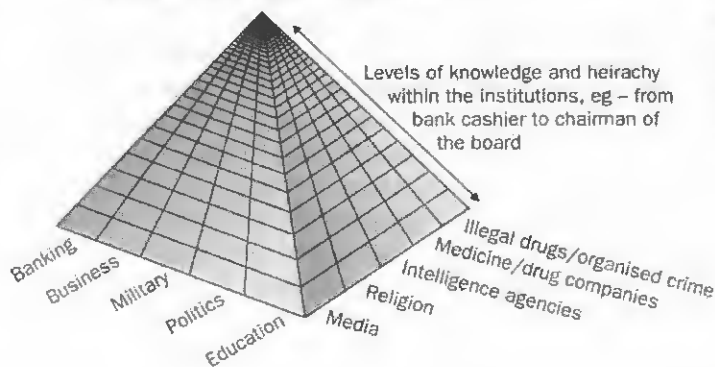 Levels of knowledge and heirachy
within the institutions, eg – from
bank cashier to chairman of
the board
Banking
Business
Military
Politics
Education
Media
Religion
Intelligence agencies
Medicine/drug companies
Illegal drugs/organised crime